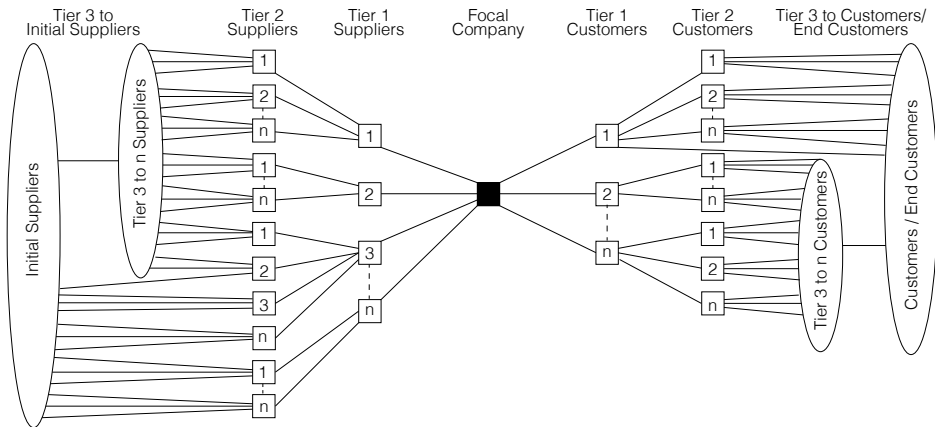 Tier 3 to
Initial Suppliers
Tier 2
Suppliers
Tier 1
Suppliers
Focal
Company
Tier 1
Customers
Tier 2
Customers
Tier 3 to Customers/
End Customers
Initial Suppliers
Tier 3 to n Suppliers
1
2
n
1
n
1
2
3
n
1
n
1
2
3
n
1
2
n
1
2
n
1
n
1
2
n
Tier 3 to n Customers
Customers / End Customers